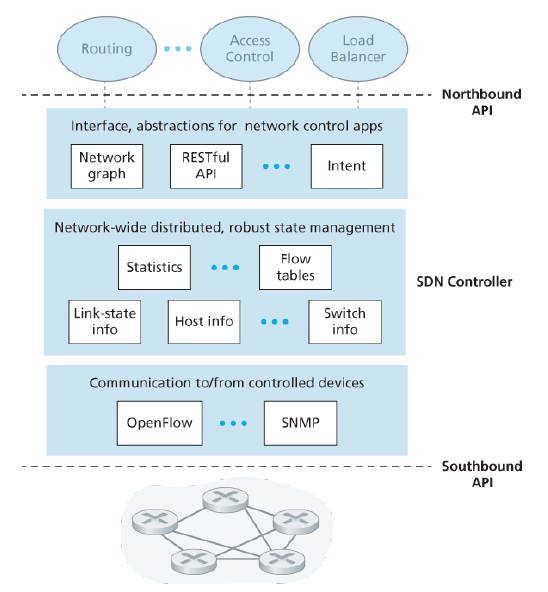 Routing
Access
Control
Load
Balancer
Northbound
API
Interface, abstractions for network control apps
Network
graph
RESTful
API
Intent
Network-wide distributed, robust state management
Statistics
Flow
tables
SDN Controller
Link-state
info
Host info
Switch
info
Communication to/from controlled devices
OpenFlow
SNMP
Southbound
API